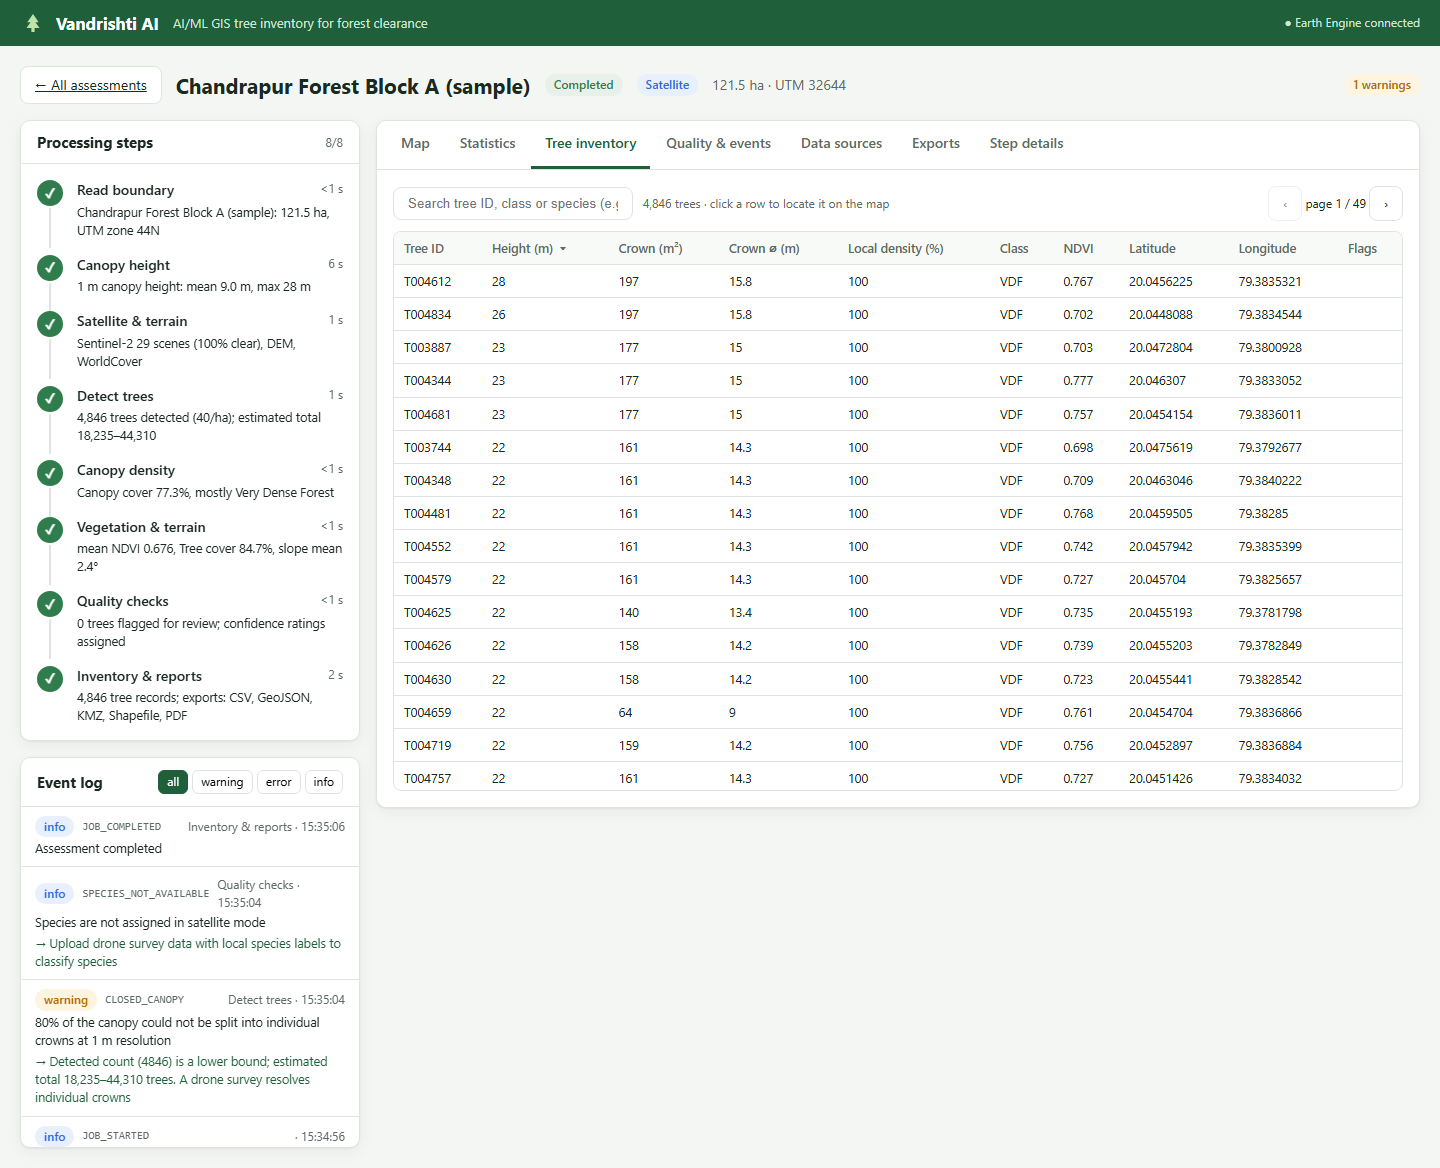 Vandrishti AI AI/ML GIS tree inventory for forest clearance ● Earth Engine connected
← All assessments Chandrapur Forest Block A (sample) Completed Satellite 121.5 ha · UTM 32644 1 warnings
Processing steps 8/8
Read boundary <1 s
Chandrapur Forest Block A (sample): 121.5 ha,
UTM zone 44N
Canopy height 6 s
1 m canopy height: mean 9.0 m, max 28 m
Satellite & terrain 1 s
Sentinel-2 29 scenes (100% clear), DEM,
WorldCover
Detect trees 1 s
4,846 trees detected (40/ha); estimated total
18,235–44,310
Canopy density <1 s
Canopy cover 77.3%, mostly Very Dense Forest
Vegetation & terrain <1 s
mean NDVI 0.676, Tree cover 84.7%, slope mean
2.4°
Quality checks <1 s
0 trees flagged for review; confidence ratings
assigned
Inventory & reports 2 s
4,846 tree records; exports: CSV, GeoJSON,
KMZ, Shapefile, PDF
Event log all warning error info
info JOB_COMPLETED Inventory & reports · 15:35:06
Assessment completed
info SPECIES_NOT_AVAILABLE Quality checks ·
15:35:04
Species are not assigned in satellite mode
→ Upload drone survey data with local species labels to
classify species
warning CLOSED_CANOPY Detect trees · 15:35:04
80% of the canopy could not be split into individual
crowns at 1 m resolution
→ Detected count (4846) is a lower bound; estimated
total 18,235–44,310 trees. A drone survey resolves
individual crowns
info JOB_STARTED · 15:34:56
Map Statistics Tree inventory Quality & events Data sources Exports Step details
Search tree ID, class or species (e.g 4,846 trees · click a row to locate it on the map ‹ page 1 / 49 ›
Tree ID Height (m) ▾ Crown (m²) Crown ø (m) Local density (%) Class NDVI Latitude Longitude Flags
T004612 28 197 15.8 100 VDF 0.767 20.0456225 79.3835321
T004834 26 197 15.8 100 VDF 0.702 20.0448088 79.3834544
T003887 23 177 15 100 VDF 0.703 20.0472804 79.3800928
T004344 23 177 15 100 VDF 0.777 20.046307 79.3833052
T004681 23 177 15 100 VDF 0.757 20.0454154 79.3836011
T003744 22 161 14.3 100 VDF 0.698 20.0475619 79.3792677
T004348 22 161 14.3 100 VDF 0.709 20.0463046 79.3840222
T004481 22 161 14.3 100 VDF 0.768 20.0459505 79.38285
T004552 22 161 14.3 100 VDF 0.742 20.0457942 79.3835399
T004579 22 161 14.3 100 VDF 0.727 20.045704 79.3825657
T004625 22 140 13.4 100 VDF 0.735 20.0455193 79.3781798
T004626 22 158 14.2 100 VDF 0.739 20.0455203 79.3782849
T004630 22 158 14.2 100 VDF 0.723 20.0455441 79.3828542
T004659 22 64 9 100 VDF 0.761 20.0454704 79.3836866
T004719 22 159 14.2 100 VDF 0.756 20.0452897 79.3836884
T004757 22 161 14.3 100 VDF 0.727 20.0451426 79.3834032